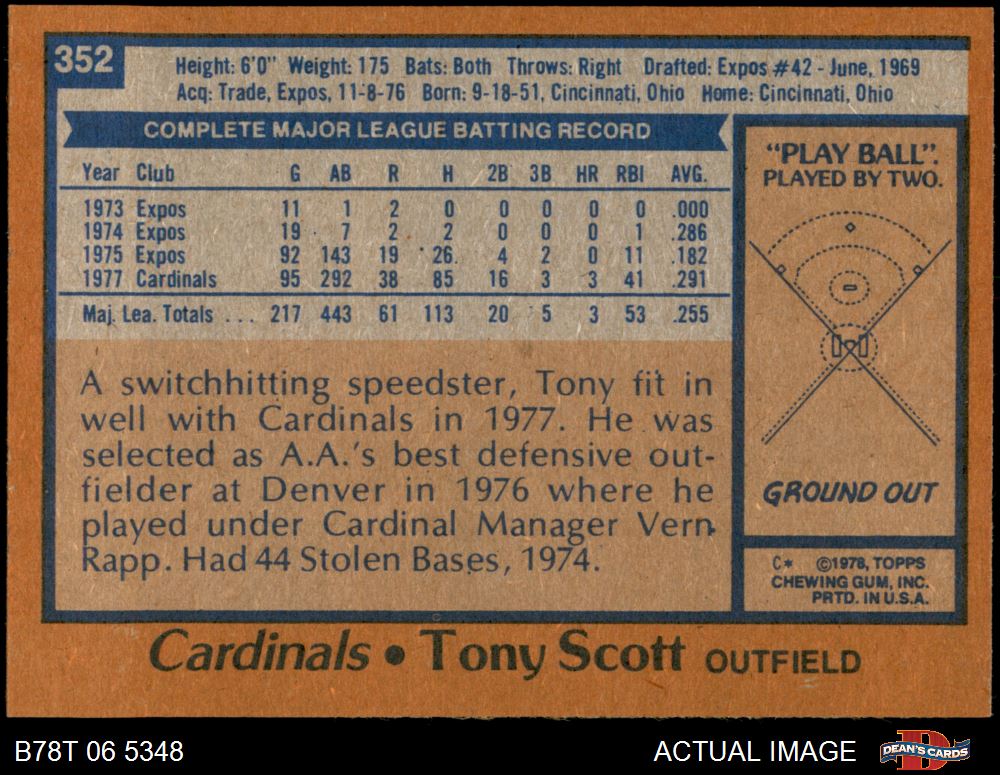 352
Height: 6'0" Weight: 175 Bats: Both Throws: Right Drafted: Expos #42 - June, 1969
Acq: Trade, Expos, 11-8-76 Born: 9-18-51, Cincinnati, Ohio Home: Cincinnati, Ohio
COMPLETE MAJOR LEAGUE BATTING RECORD
Year Club G AB R H 2B 3B HR RBI AVG.
1973 Expos 11 1 2 0 0 0 0 0 .000
1974 Expos 19 7 2 2 0 0 0 1 .286
1975 Expos 92 143 19 26 4 2 0 11 .182
1977 Cardinals 95 292 38 85 16 3 3 41 .291
Maj. Lea. Totals ... 217 443 61 113 20 5 3 53 .255
A switchhitting speedster, Tony fit in
well with Cardinals in 1977. He was
selected as A.A.'s best defensive out-
fielder at Denver in 1976 where he
played under Cardinal Manager Vern
Rapp. Had 44 Stolen Bases, 1974.
"PLAY BALL".
PLAYED BY TWO.
GROUND OUT
C* ©1978, TOPPS
CHEWING GUM, INC.
PRTD. IN U.S.A.
Cardinals • Tony Scott OUTFIELD
B78T 06 5348 ACTUAL IMAGE DEAN'S CARDS